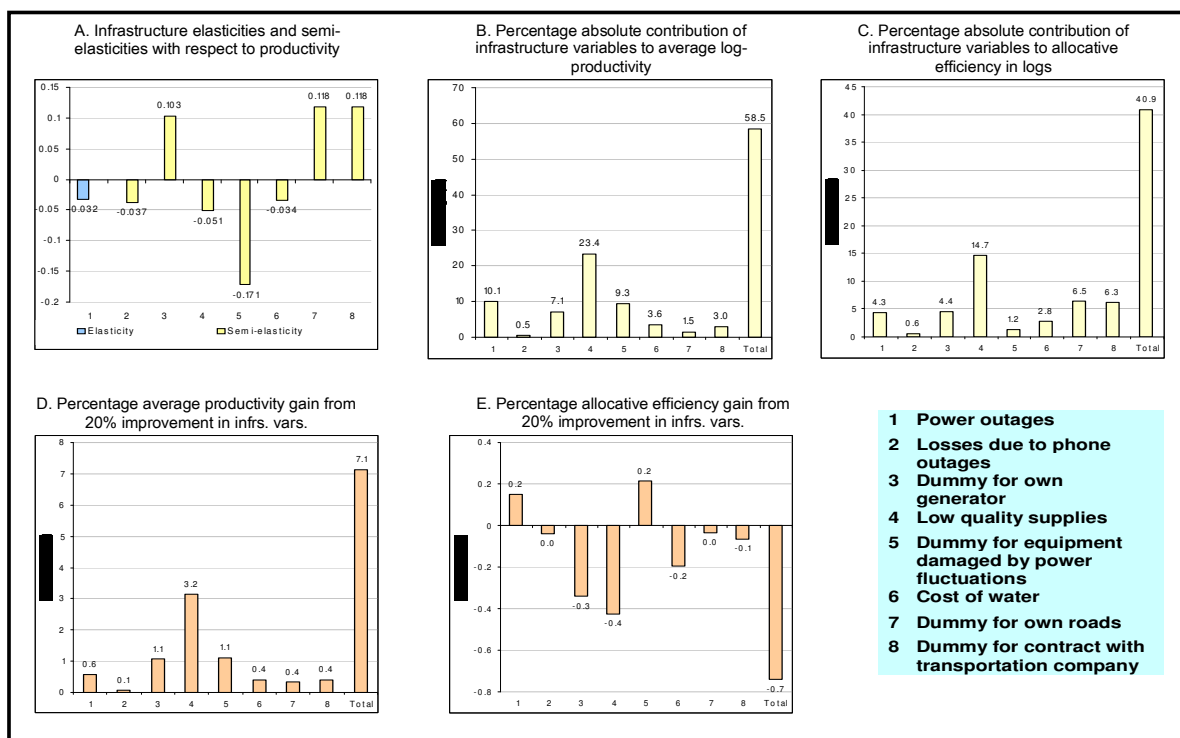 A. Infrastructure elasticities and semi-
elasticities with respect to productivity
0.15
0.1
0.05
0
-0.05
-0.1
-0.15
-0.2
-0.032
-0.037
0.103
-0.051
-0.171
-0.034
0.118
0.118
1 2 3 4 5 6 7 8
Elasticity Semi-elasticity
B. Percentage absolute contribution of
infrastructure variables to average log-
productivity
70
60
50
40
30
20
10
0
10.1
0.5
7.1
23.4
9.3
3.6
1.5
3.0
58.5
1 2 3 4 5 6 7 8 Total
C. Percentage absolute contribution of
infrastructure variables to allocative
efficiency in logs
45
40
35
30
25
20
15
10
5
0
4.3
0.6
4.4
14.7
1.2
2.8
6.5
6.3
40.9
1 2 3 4 5 6 7 8 Total
D. Percentage average productivity gain from
20% improvement in infrs. vars.
8
7
6
5
4
3
2
1
0
0.6
0.1
1.1
3.2
1.1
0.4
0.4
0.4
7.1
1 2 3 4 5 6 7 8 Total
E. Percentage allocative efficiency gain from
20% improvement in infrs. vars.
0.4
0.2
0
-0.2
-0.4
-0.6
-0.8
0.2
0.0
-0.3
-0.4
0.2
-0.2
0.0
-0.1
-0.7
1 2 3 4 5 6 7 8 Total
1 Power outages
2 Losses due to phone
outages
3 Dummy for own
generator
4 Low quality supplies
5 Dummy for equipment
damaged by power
fluctuations
6 Cost of water
7 Dummy for own roads
8 Dummy for contract with
transportation company